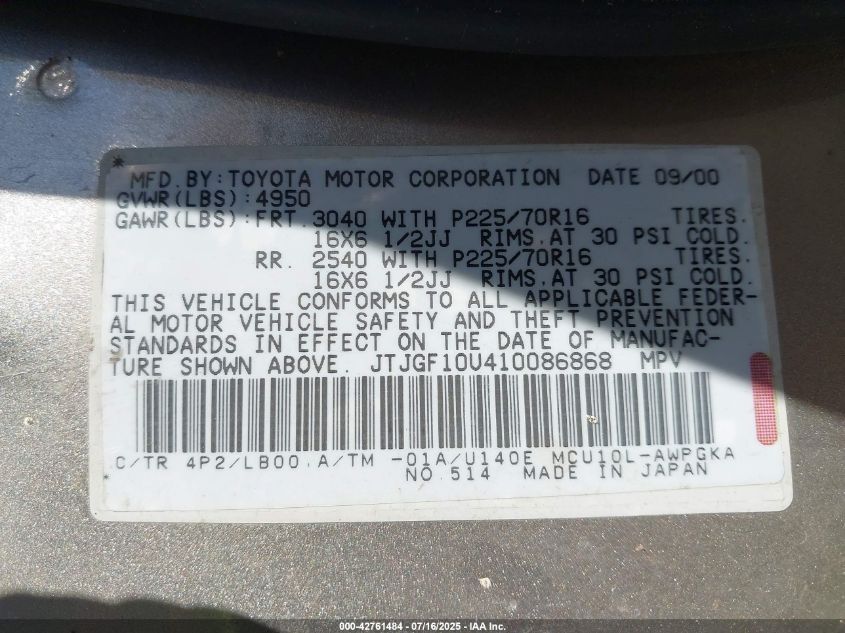 *
MFD. BY: TOYOTA MOTOR CORPORATION DATE 09/00
GVWR(LBS): 4950
GAWR(LBS): FRT 3040 WITH P225/70R16 TIRES.
16X6 1/2JJ RIMS. AT 30 PSI COLD.
RR. 2540 WITH P225/70R16 TIRES.
16X6 1/2JJ RIMS. AT 30 PSI COLD.
THIS VEHICLE CONFORMS TO ALL APPLICABLE FEDER-
AL MOTOR VEHICLE SAFETY AND THEFT PREVENTION
STANDARDS IN EFFECT ON THE DATE OF MANUFAC-
TURE SHOWN ABOVE. JTJGF10U410086868 MPV
C/TR 4P2/LB00 A/TM -01A/U140E MCU10L-AWPGKA
NO.514 MADE IN JAPAN
000-42761484 - 07/16/2025 - IAA Inc.